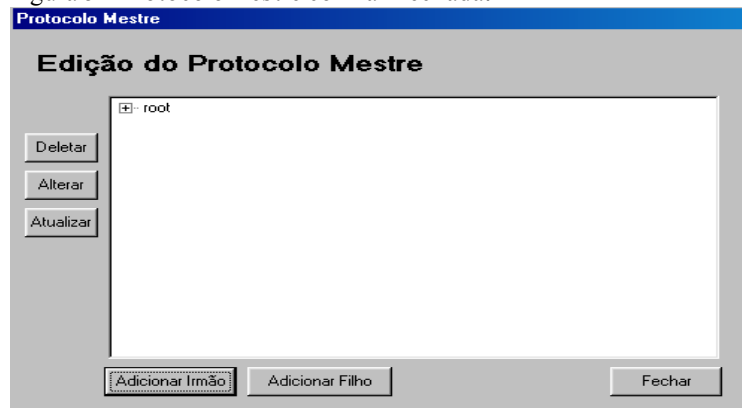 Protocolo Mestre
Edição do Protocolo Mestre
root
Deletar
Alterar
Atualizar
Adicionar Irmão
Adicionar Filho
Fechar